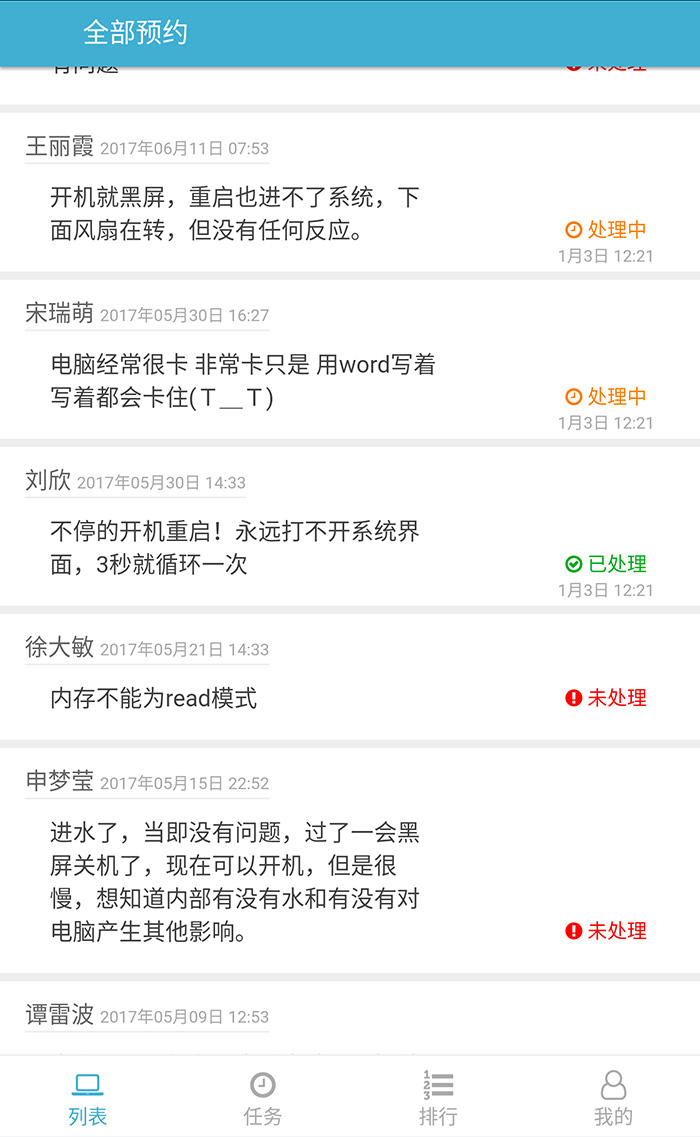 全部预约
有问题
未处理
王丽霞 2017年06月11日 07:53
开机就黑屏，重启也进不了系统，下
面风扇在转，但没有任何反应。
处理中
1月3日 12:21
宋瑞萌 2017年05月30日 16:27
电脑经常很卡 非常卡只是 用word写着
写着都会卡住(Ｔ＿Ｔ)
处理中
1月3日 12:21
刘欣 2017年05月30日 14:33
不停的开机重启！永远打不开系统界
面，3秒就循环一次
已处理
1月3日 12:21
徐大敏 2017年05月21日 14:33
内存不能为read模式
未处理
申梦莹 2017年05月15日 22:52
进水了，当即没有问题，过了一会黑
屏关机了，现在可以开机，但是很
慢，想知道内部有没有水和有没有对
电脑产生其他影响。
未处理
谭雷波 2017年05月09日 12:53
列表
任务
排行
我的